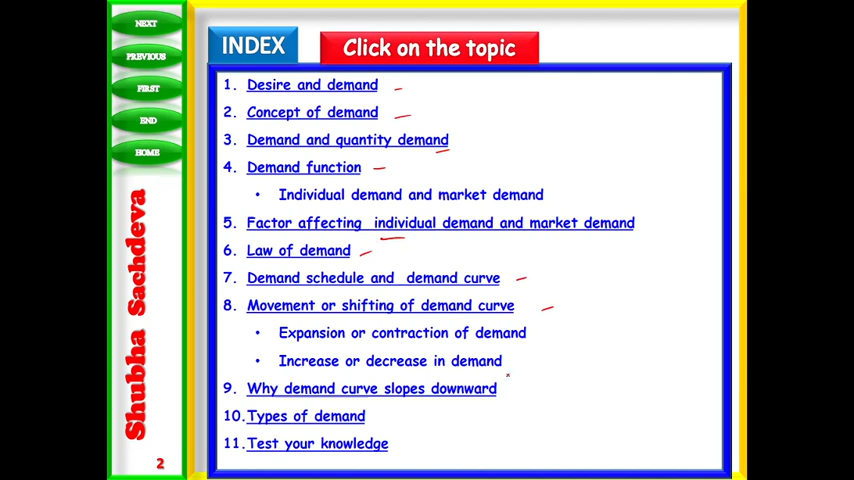 NEXT
PREVIOUS
FIRST
END
HOME
Shubha Sachdeva
2
INDEX
Click on the topic
1. Desire and demand
2. Concept of demand
3. Demand and quantity demand
4. Demand function
• Individual demand and market demand
5. Factor affecting individual demand and market demand
6. Law of demand
7. Demand schedule and demand curve
8. Movement or shifting of demand curve
• Expansion or contraction of demand
• Increase or decrease in demand
9. Why demand curve slopes downward
10. Types of demand
11. Test your knowledge